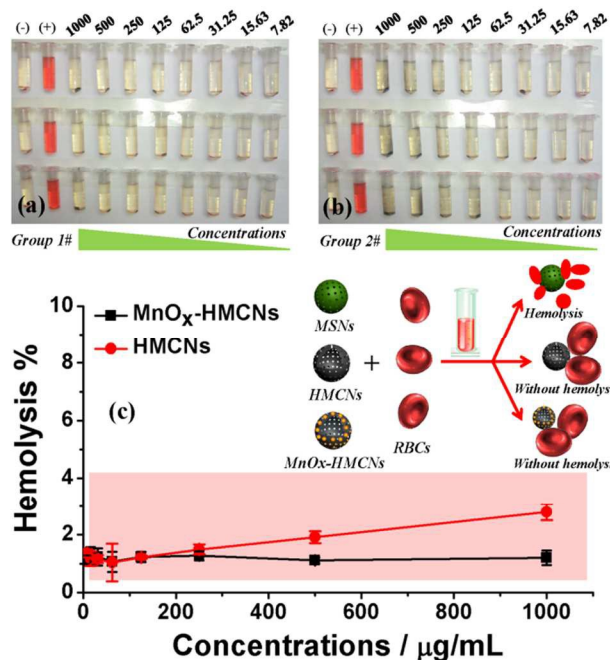 (-) (+) 1000 500 250 125 62.5 31.25 15.63 7.82
(a)
Group 1# Concentrations
(-) (+) 1000 500 250 125 62.5 31.25 15.63 7.82
(b)
Group 2# Concentrations
Hemolysis %
10
8
6
4
2
0
MnOx-HMCNs
HMCNs
(c)
MSNs
HMCNs
+
MnOx-HMCNs
RBCs
Hemolysis
Without hemolysi
Without hemolysi
0 200 400 600 800 1000
Concentrations / μg/mL